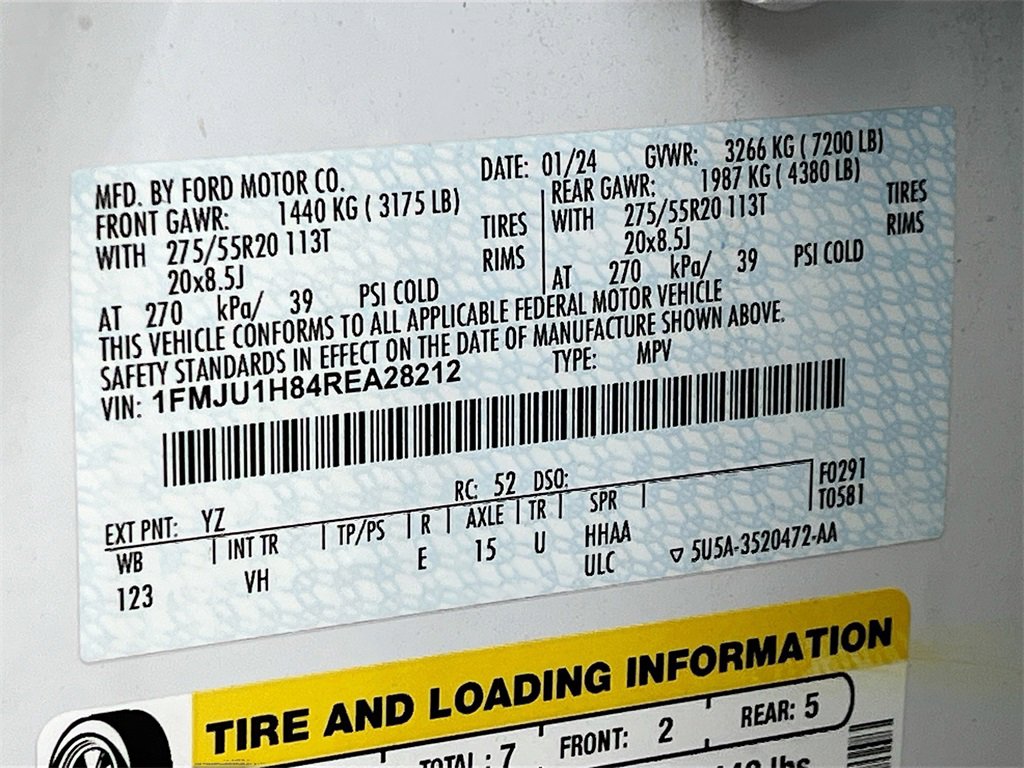 MFD. BY FORD MOTOR CO. DATE: 01/24 GVWR: 3266 KG ( 7200 LB)
FRONT GAWR: 1440 KG ( 3175 LB) REAR GAWR: 1987 KG ( 4380 LB)
WITH 275/55R20 113T TIRES WITH 275/55R20 113T TIRES
20x8.5J RIMS 20x8.5J RIMS
AT 270 kPa/ 39 PSI COLD AT 270 kPa/ 39 PSI COLD
THIS VEHICLE CONFORMS TO ALL APPLICABLE FEDERAL MOTOR VEHICLE
SAFETY STANDARDS IN EFFECT ON THE DATE OF MANUFACTURE SHOWN ABOVE.
VIN: 1FMJU1H84REA28212 TYPE: MPV
EXT PNT: YZ RC: 52 DSO: F0291
WB INT TR TP/PS R AXLE TR SPR T0581
123 VH E 15 U HHAA
ULC ▽ 5U5A-3520472-AA
TIRE AND LOADING INFORMATION
TOTAL : 7 FRONT: 2 REAR: 5
lbs